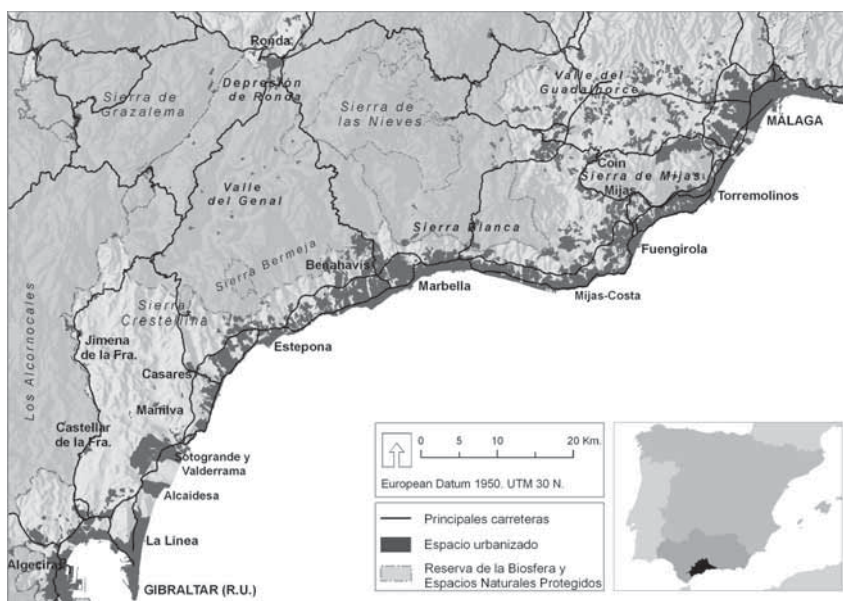 Ronda
Depresión
de Ronda
Sierra de
Grazalema
Sierra de
las Nieves
Valle del
Guadalhorce
MÁLAGA
Coin
Sierra de Mijas
Mijas
Torremolinos
Valle
del Genal
Sierra Blanca
Fuengirola
Sierra Bermeja
Benahavis
Marbella
Mijas-Costa
Sierra
Crestellina
Los Alcornocales
Jimena
de la Fra.
Estepona
Casares
Manilva
Castellar
de la Fra.
Sotogrande y
Valderrama
Alcaidesa
La Línea
Algeciras
GIBRALTAR (R.U.)
0 5 10 20 Km.
European Datum 1950. UTM 30 N.
Principales carreteras
Espacio urbanizado
Reserva de la Biosfera y
Espacios Naturales Protegidos